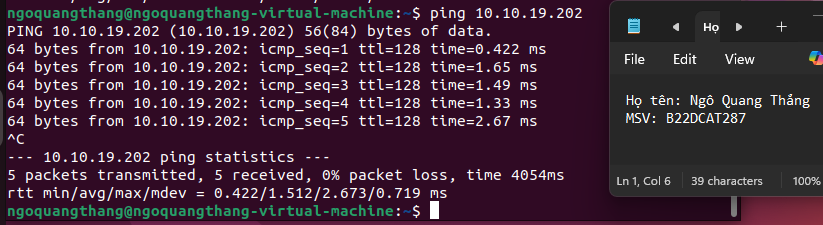 ngoquangthang@ngoquangthang-virtual-machine:~$ ping 10.10.19.202
PING 10.10.19.202 (10.10.19.202) 56(84) bytes of data.
64 bytes from 10.10.19.202: icmp_seq=1 ttl=128 time=0.422 ms
64 bytes from 10.10.19.202: icmp_seq=2 ttl=128 time=1.65 ms
64 bytes from 10.10.19.202: icmp_seq=3 ttl=128 time=1.49 ms
64 bytes from 10.10.19.202: icmp_seq=4 ttl=128 time=1.33 ms
64 bytes from 10.10.19.202: icmp_seq=5 ttl=128 time=2.67 ms
^C
--- 10.10.19.202 ping statistics ---
5 packets transmitted, 5 received, 0% packet loss, time 4054ms
rtt min/avg/max/mdev = 0.422/1.512/2.673/0.719 ms
ngoquangthang@ngoquangthang-virtual-machine:~$
Họ
File Edit View
Họ tên: Ngô Quang Thắng
MSV: B22DCAT287
Ln 1, Col 6 39 characters 100%